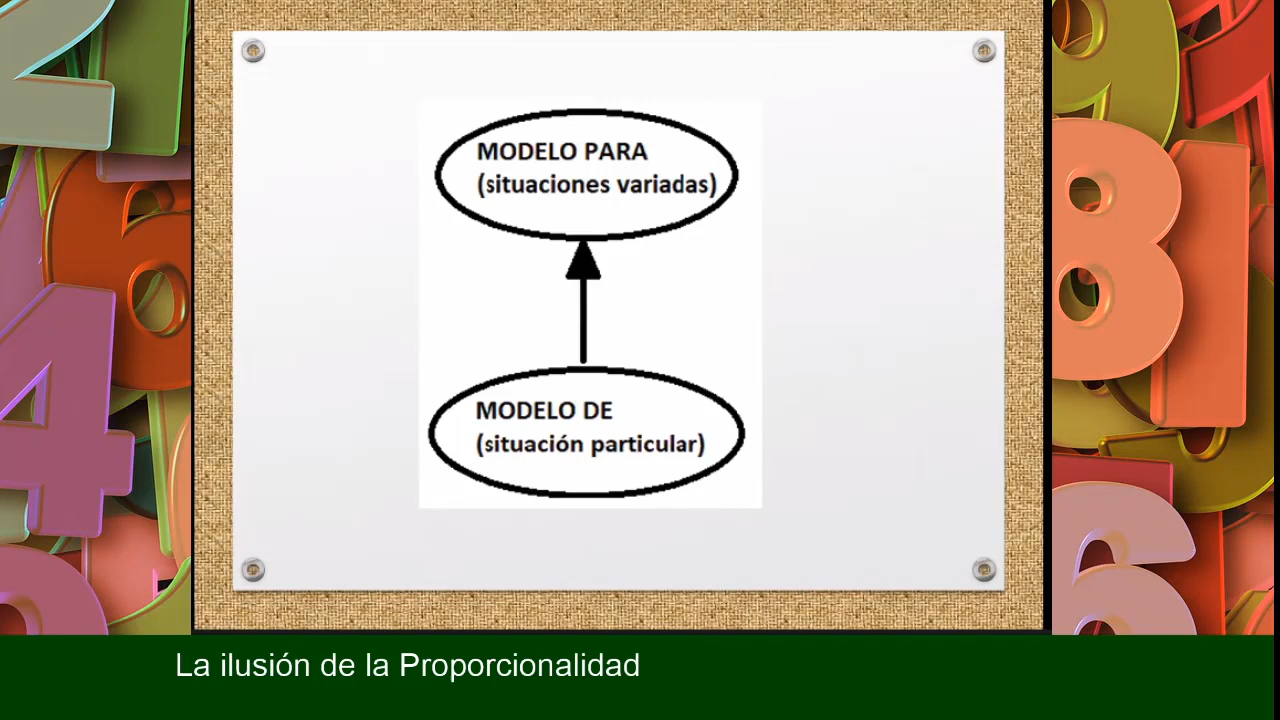 MODELO PARA
(situaciones variadas)
MODELO DE
(situación particular)
La ilusión de la Proporcionalidad